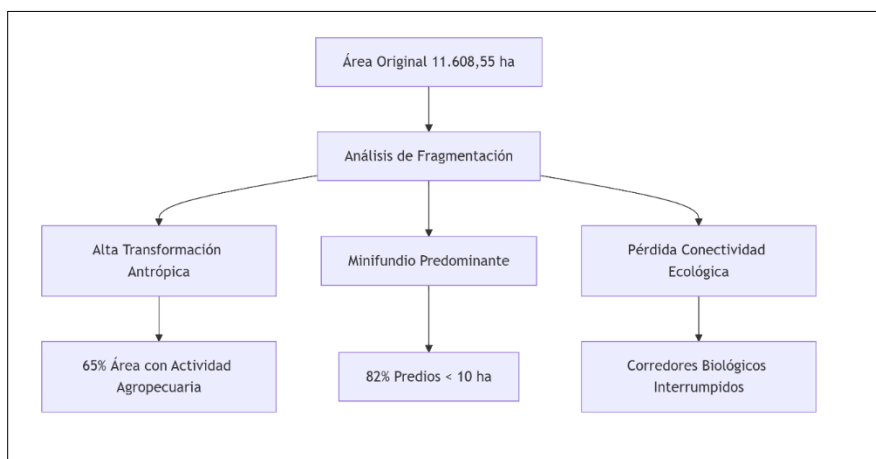 Área Original 11.608,55 ha
Análisis de Fragmentación
Alta Transformación
Antrópica
Minifundio Predominante
Pérdida Conectividad
Ecológica
65% Área con Actividad
Agropecuaria
82% Predios < 10 ha
Corredores Biológicos
Interrumpidos